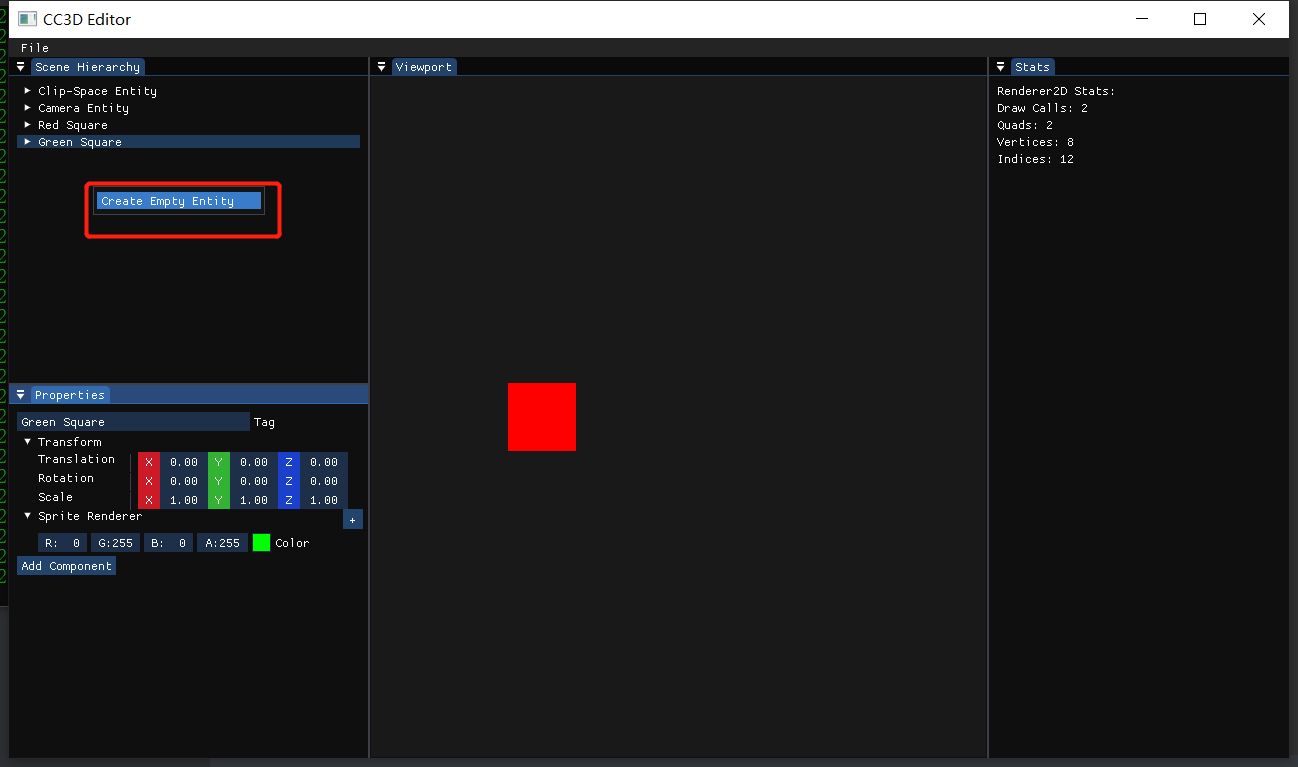 CC3D Editor
File
Scene Hierarchy
Clip-Space Entity
Camera Entity
Red Square
Green Square
Create Empty Entity
Properties
Green Square Tag
Transform
Translation X 0.00 Y 0.00 Z 0.00
Rotation X 0.00 Y 0.00 Z 0.00
Scale X 1.00 Y 1.00 Z 1.00
Sprite Renderer +
R: 0 G:255 B: 0 A:255 Color
Add Component
Viewport
Stats
Renderer2D Stats:
Draw Calls: 2
Quads: 2
Vertices: 8
Indices: 12